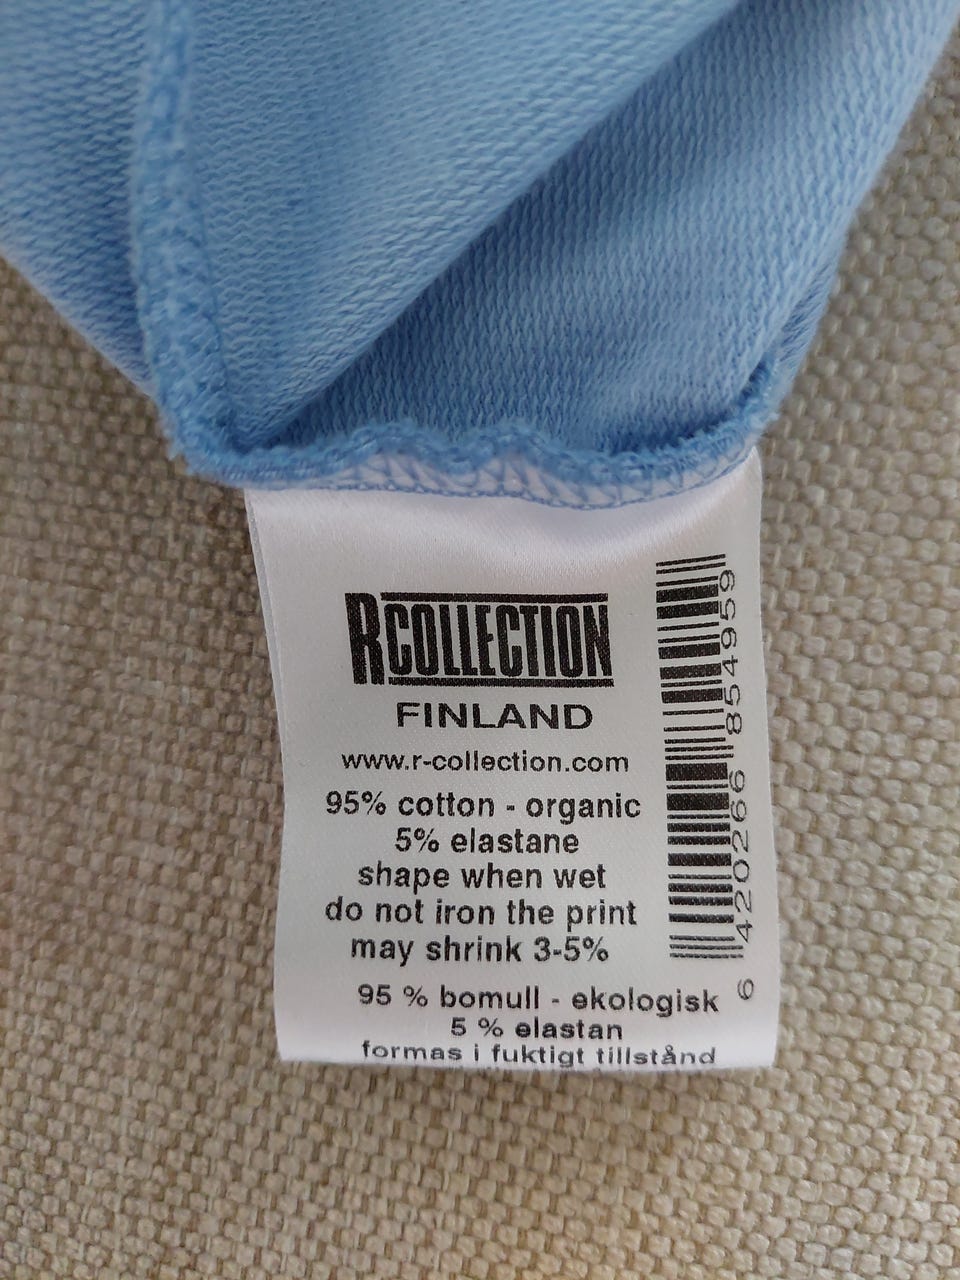 RCOLLECTION
FINLAND
www.r-collection.com
95% cotton - organic
5% elastane
shape when wet
do not iron the print
may shrink 3-5%
95 % bomull - ekologisk
5 % elastan
formas i fuktigt tillstånd
6 420266 854959